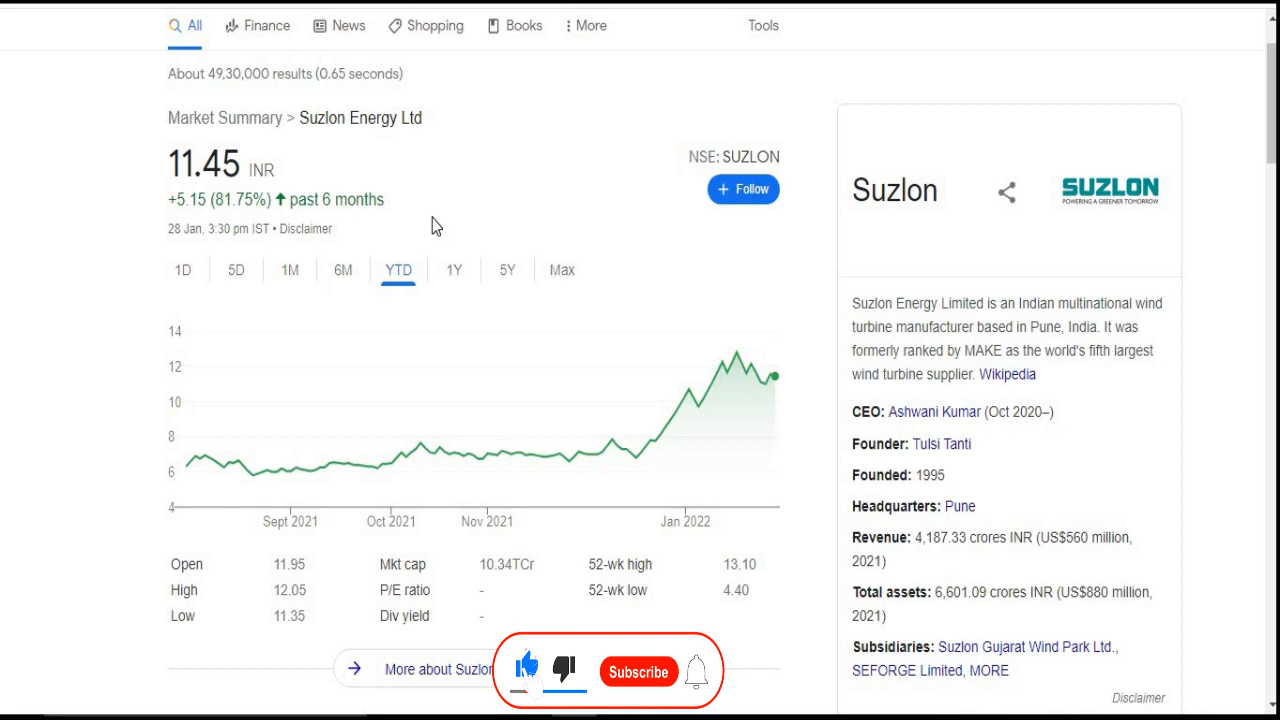 All Finance News Shopping Books More Tools
About 49,30,000 results (0.65 seconds)
Market Summary > Suzlon Energy Ltd
11.45 INR
+5.15 (81.75%) ↑ past 6 months
28 Jan, 3:30 pm IST • Disclaimer
NSE: SUZLON
+ Follow
1D 5D 1M 6M YTD 1Y 5Y Max
14
12
10
8
6
4
Sept 2021 Oct 2021 Nov 2021 Jan 2022
Open 11.95 Mkt cap 10.34TCr 52-wk high 13.10
High 12.05 P/E ratio - 52-wk low 4.40
Low 11.35 Div yield -
More about Suzlon
Subscribe
Suzlon
SUZLON
POWERING A GREENER TOMORROW
Suzlon Energy Limited is an Indian multinational wind
turbine manufacturer based in Pune, India. It was
formerly ranked by MAKE as the world's fifth largest
wind turbine supplier. Wikipedia
CEO: Ashwani Kumar (Oct 2020–)
Founder: Tulsi Tanti
Founded: 1995
Headquarters: Pune
Revenue: 4,187.33 crores INR (US$560 million,
2021)
Total assets: 6,601.09 crores INR (US$880 million,
2021)
Subsidiaries: Suzlon Gujarat Wind Park Ltd.,
SEFORGE Limited, MORE
Disclaimer